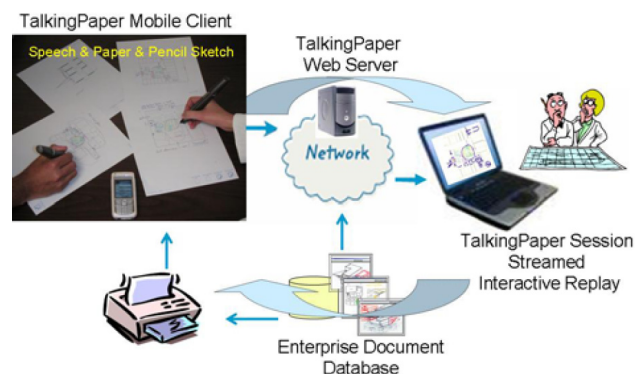 TalkingPaper Mobile Client
Speech & Paper & Pencil Sketch
TalkingPaper
Web Server
Network
TalkingPaper Session
Streamed
Interactive Replay
Enterprise Document
Database